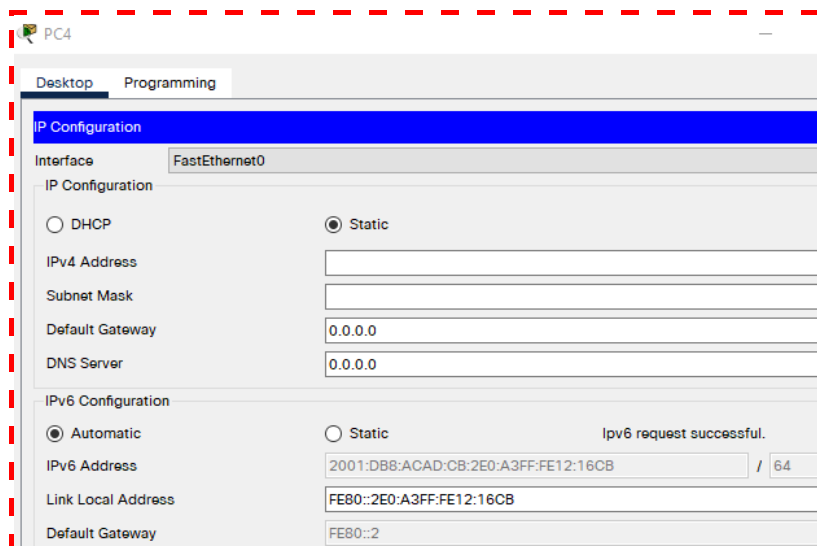 PC4
Desktop Programming
IP Configuration
Interface FastEthernet0
IP Configuration
DHCP Static
IPv4 Address
Subnet Mask
Default Gateway 0.0.0.0
DNS Server 0.0.0.0
IPv6 Configuration
Automatic Static Ipv6 request successful.
IPv6 Address 2001:DB8:ACAD:CB:2E0:A3FF:FE12:16CB / 64
Link Local Address FE80::2E0:A3FF:FE12:16CB
Default Gateway FE80::2